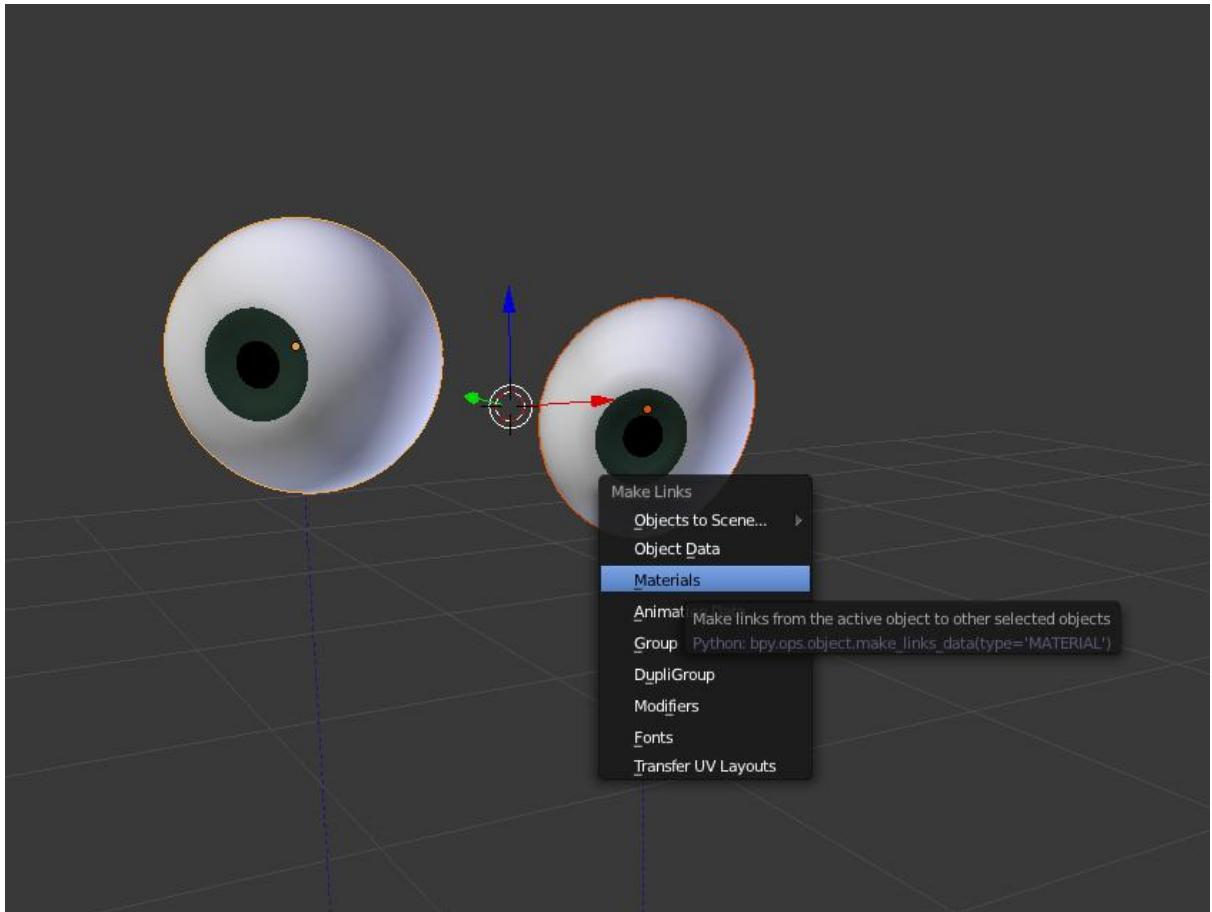 Make Links
Objects to Scene...
Object Data
Materials
Animat
Make links from the active object to other selected objects
Group
Python: bpy.ops.object.make_links_data(type='MATERIAL')
DupliGroup
Modifiers
Fonts
Transfer UV Layouts